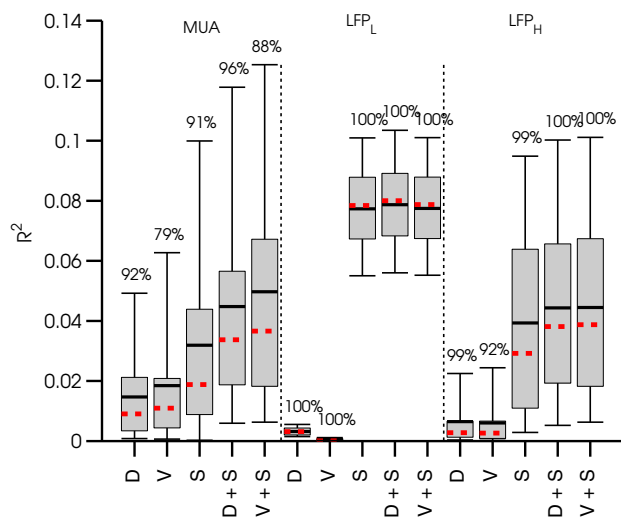 MUA LFP_L LFP_H
0.14
0.12
0.1
0.08
0.06
0.04
0.02
0
R²
92% 79% 91% 96% 88%
100% 100% 100% 100% 100%
99% 92% 99% 100% 100%
D V S D + S V + S D V S D + S V + S D V S D + S V + S